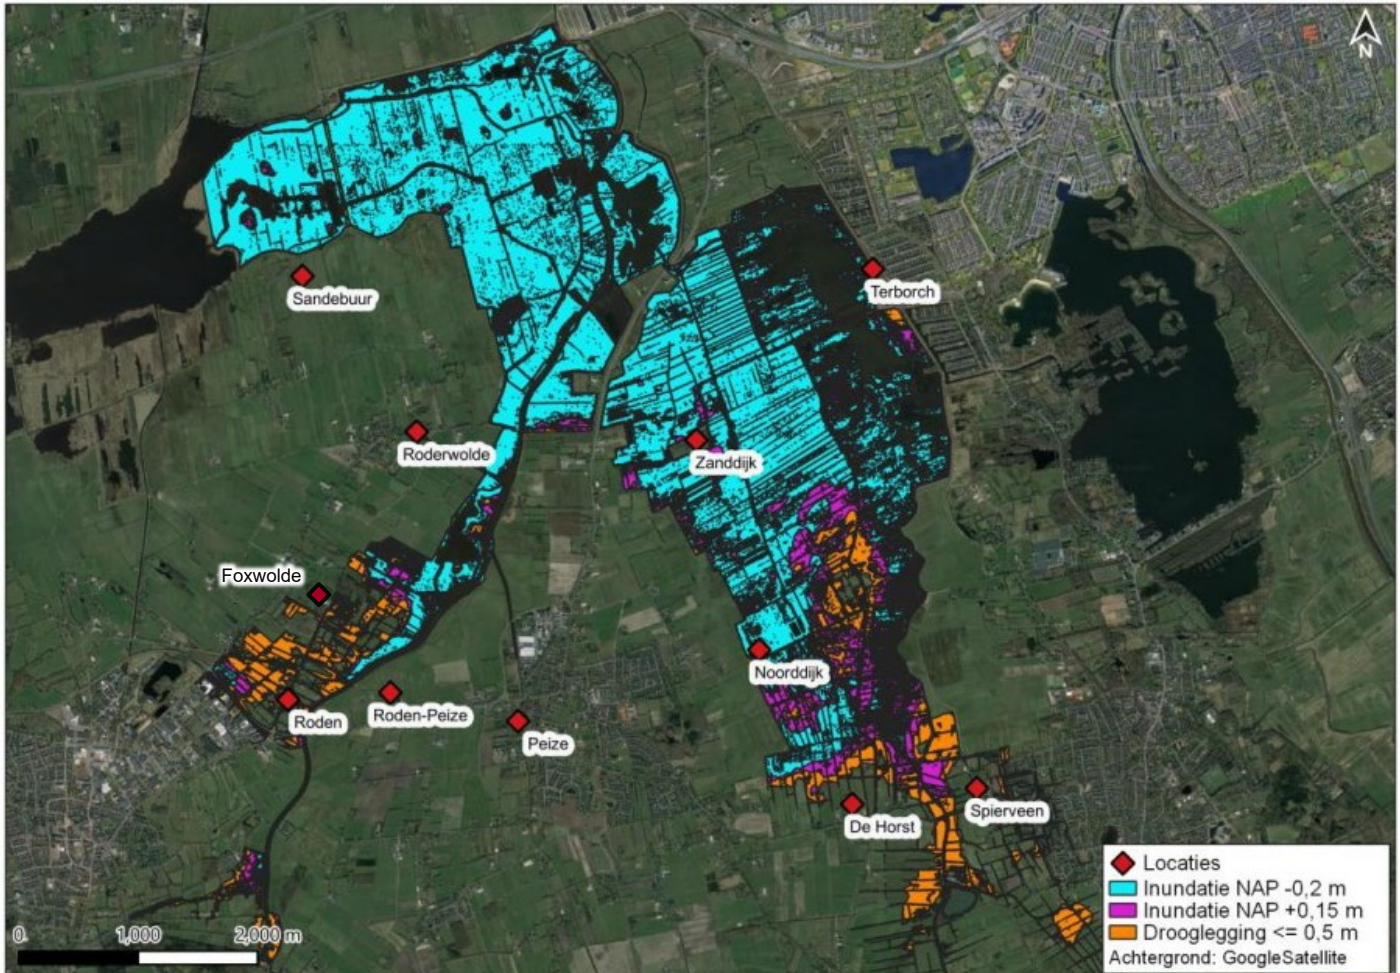 N
Terborch
Sandebuur
Roderwolde
Zanddijk
Foxwolde
Noorddijk
Roden-Peize
Roden
Peize
Spierveen
De Horst
0 1,000 2,000 m
Locaties
Inundatie NAP -0,2 m
Inundatie NAP +0,15 m
Drooglegging <= 0,5 m
Achtergrond: GoogleSatellite